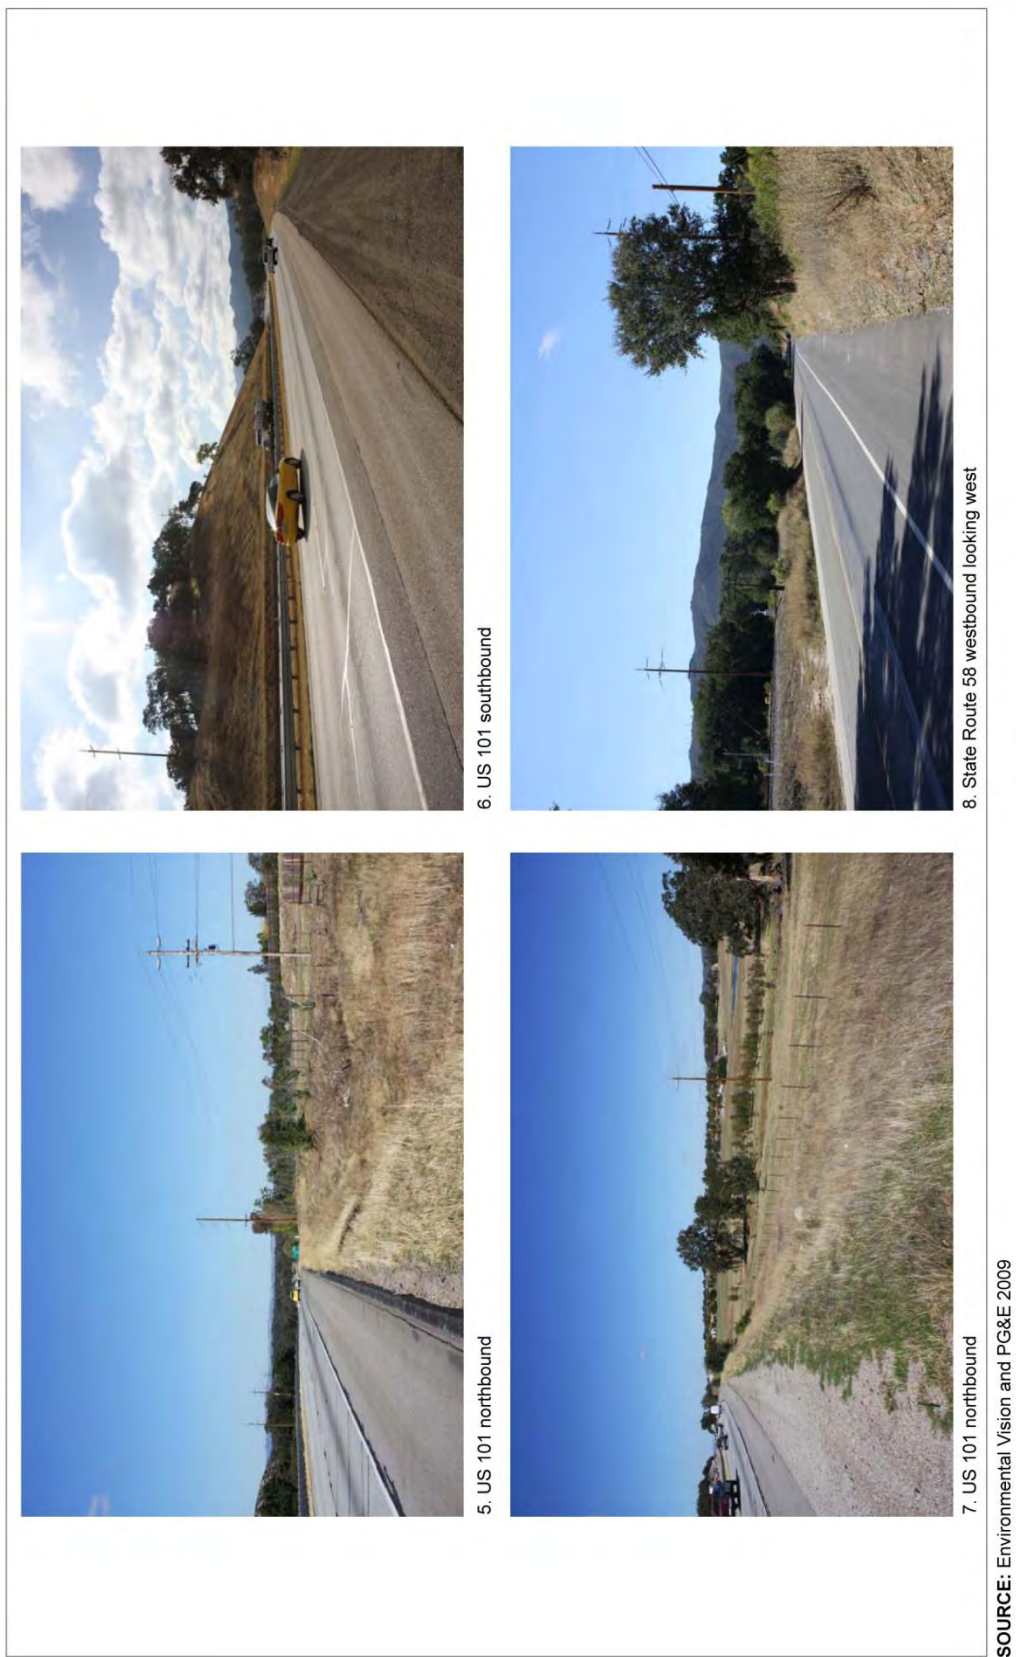 5. US 101 northbound
6. US 101 southbound
7. US 101 northbound
8. State Route 58 westbound looking west
SOURCE: Environmental Vision and PG&E 2009